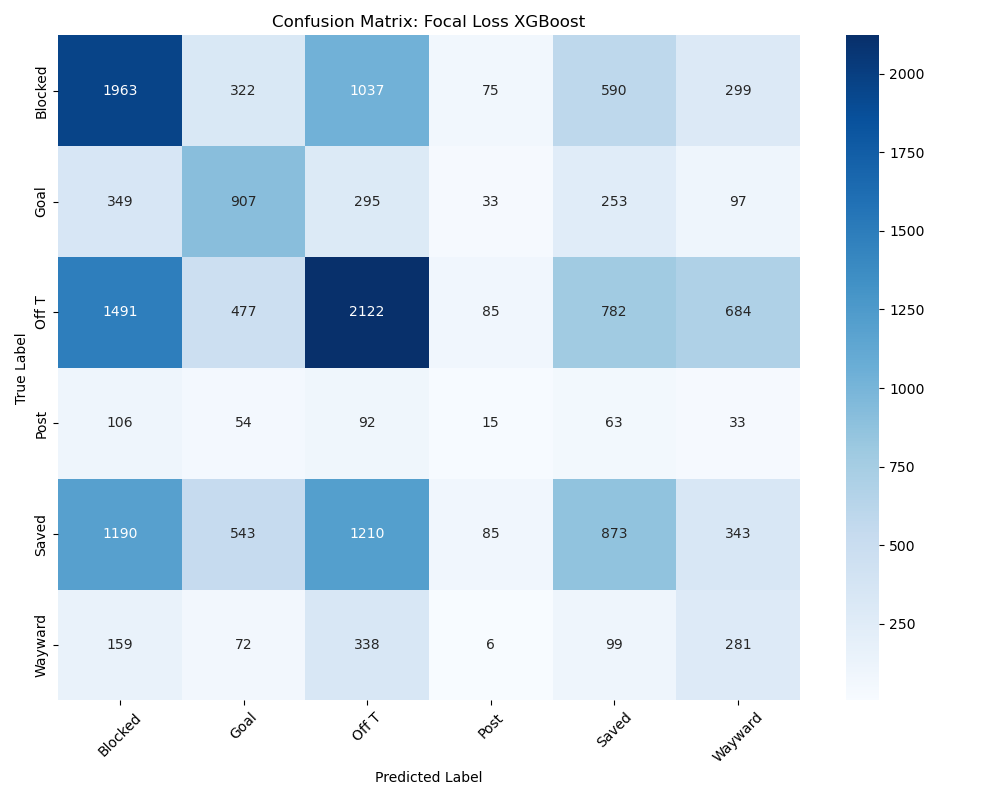 Confusion Matrix: Focal Loss XGBoost
True Label
Blocked 1963 322 1037 75 590 299
Goal 349 907 295 33 253 97
Off T 1491 477 2122 85 782 684
Post 106 54 92 15 63 33
Saved 1190 543 1210 85 873 343
Wayward 159 72 338 6 99 281
Blocked Goal Off T Post Saved Wayward
Predicted Label
2000
1750
1500
1250
1000
750
500
250